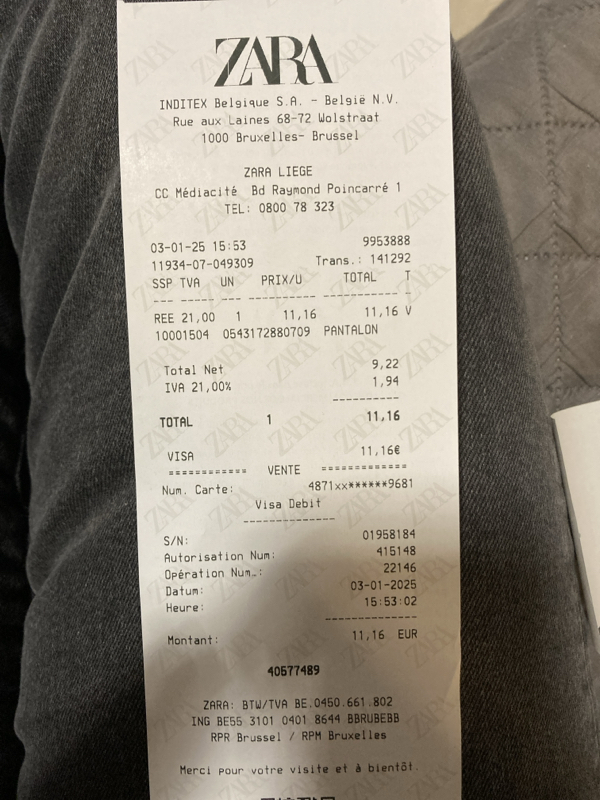 ZARA
INDITEX Belgique S.A. - België N.V.
Rue aux Laines 68-72 Wolstraat
1000 Bruxelles- Brussel
ZARA LIEGE
CC Médiacité Bd Raymond Poincarré 1
TEL: 0800 78 323
03-01-25 15:53 9953888
11934-07-049309 Trans.: 141292
SSP TVA UN PRIX/U TOTAL T
--- ----- --- ---------- ---------- -
REE 21,00 1 11,16 11,16 V
10001504 0543172880709 PANTALON
Total Net 9,22
IVA 21,00% 1,94
----------
TOTAL 1 11,16
VISA 11,16€
============ VENTE =============
Num. Carte: 4871xx******9681
Visa Debit
--------------
S/N: 01958184
Autorisation Num: 415148
Opération Num.: 22146
Datum: 03-01-2025
Heure: 15:53:02
--------------
Montant: 11,16 EUR
40577489
ZARA: BTW/TVA BE.0450.661.802
ING BE55 3101 0401 8644 BBRUBEBB
RPR Brussel / RPM Bruxelles
Merci pour votre visite et à bientôt.